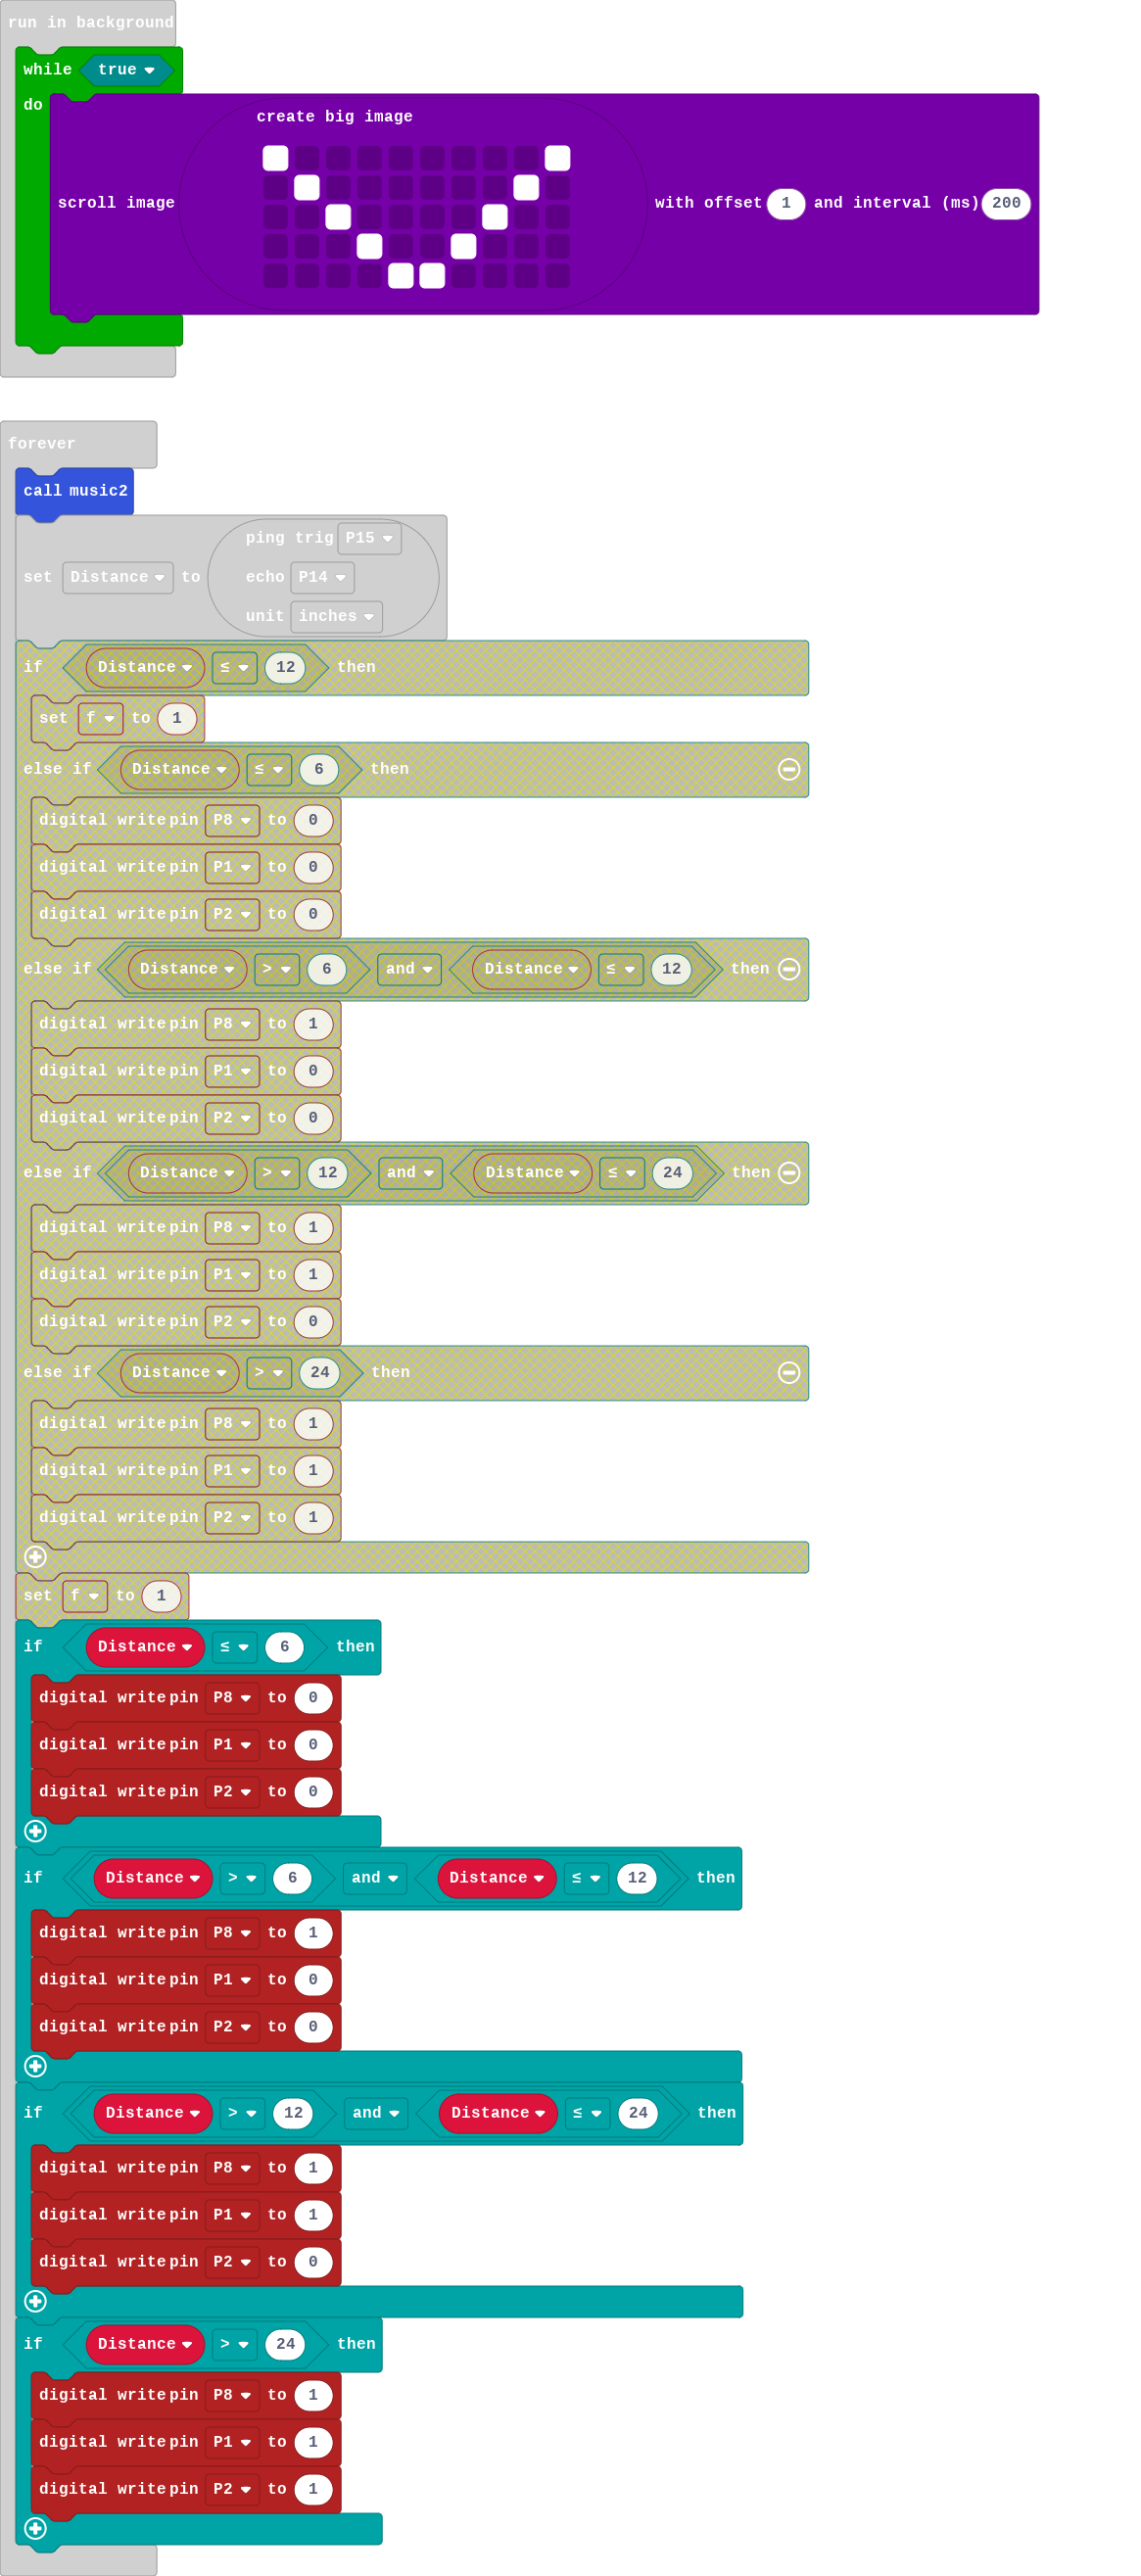 run in background
while true
do
create big image
scroll image with offset 1 and interval (ms) 200
forever
call music2
ping trig P15
set Distance to echo P14
unit inches
if Distance ≤ 12 then
set f to 1
else if Distance ≤ 6 then
digital write pin P8 to 0
digital write pin P1 to 0
digital write pin P2 to 0
else if Distance > 6 and Distance ≤ 12 then
digital write pin P8 to 1
digital write pin P1 to 0
digital write pin P2 to 0
else if Distance > 12 and Distance ≤ 24 then
digital write pin P8 to 1
digital write pin P1 to 1
digital write pin P2 to 0
else if Distance > 24 then
digital write pin P8 to 1
digital write pin P1 to 1
digital write pin P2 to 1
set f to 1
if Distance ≤ 6 then
digital write pin P8 to 0
digital write pin P1 to 0
digital write pin P2 to 0
if Distance > 6 and Distance ≤ 12 then
digital write pin P8 to 1
digital write pin P1 to 0
digital write pin P2 to 0
if Distance > 12 and Distance ≤ 24 then
digital write pin P8 to 1
digital write pin P1 to 1
digital write pin P2 to 0
if Distance > 24 then
digital write pin P8 to 1
digital write pin P1 to 1
digital write pin P2 to 1